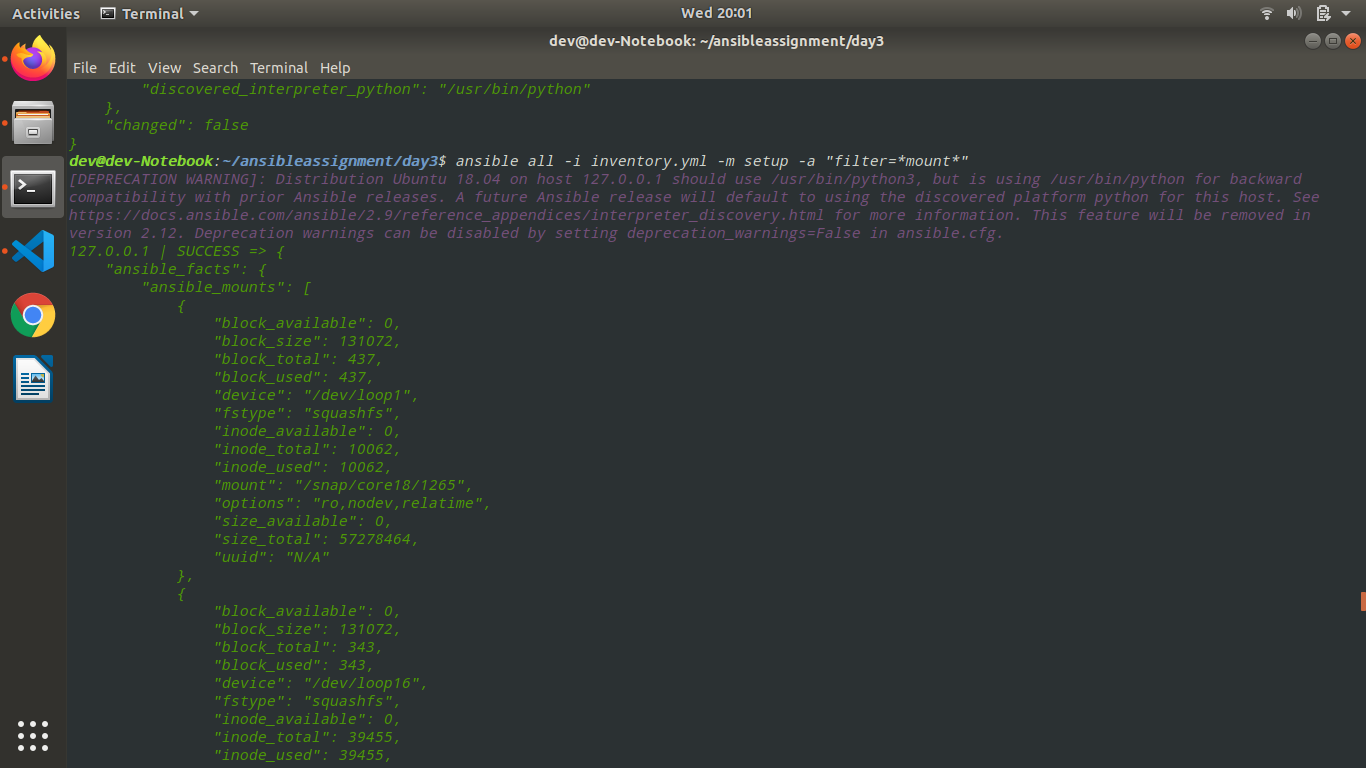 Activities Terminal Wed 20:01
dev@dev-Notebook: ~/ansibleassignment/day3
File Edit View Search Terminal Help
"discovered_interpreter_python": "/usr/bin/python"
},
"changed": false
}
dev@dev-Notebook:~/ansibleassignment/day3$ ansible all -i inventory.yml -m setup -a "filter=*mount*"
[DEPRECATION WARNING]: Distribution Ubuntu 18.04 on host 127.0.0.1 should use /usr/bin/python3, but is using /usr/bin/python for backward
compatibility with prior Ansible releases. A future Ansible release will default to using the discovered platform python for this host. See
https://docs.ansible.com/ansible/2.9/reference_appendices/interpreter_discovery.html for more information. This feature will be removed in
version 2.12. Deprecation warnings can be disabled by setting deprecation_warnings=False in ansible.cfg.
127.0.0.1 | SUCCESS => {
"ansible_facts": {
"ansible_mounts": [
{
"block_available": 0,
"block_size": 131072,
"block_total": 437,
"block_used": 437,
"device": "/dev/loop1",
"fstype": "squashfs",
"inode_available": 0,
"inode_total": 10062,
"inode_used": 10062,
"mount": "/snap/core18/1265",
"options": "ro,nodev,relatime",
"size_available": 0,
"size_total": 57278464,
"uuid": "N/A"
},
{
"block_available": 0,
"block_size": 131072,
"block_total": 343,
"block_used": 343,
"device": "/dev/loop16",
"fstype": "squashfs",
"inode_available": 0,
"inode_total": 39455,
"inode_used": 39455,